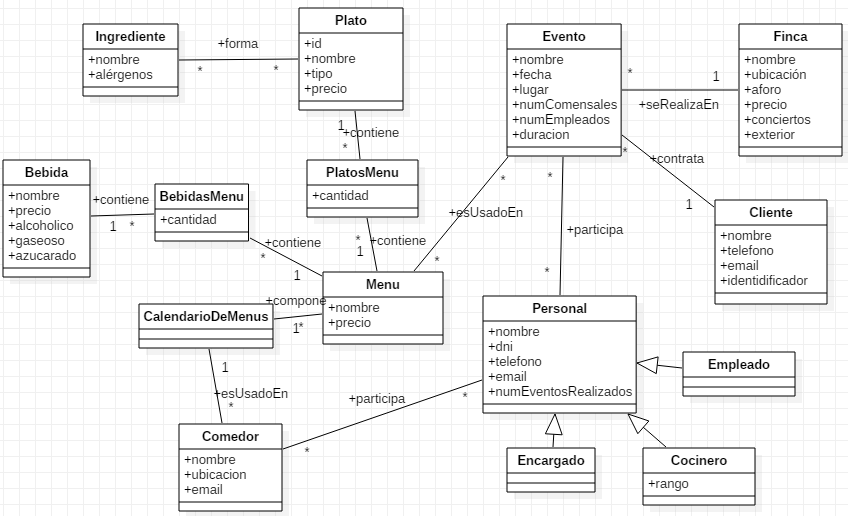 Ingrediente
+nombre
+alérgenos
+forma
*
*
Plato
+id
+nombre
+tipo
+precio
1
+contiene
*
PlatosMenu
+cantidad
*
+contiene
1
Evento
+nombre
+fecha
+lugar
+numComensales
+numEmpleados
+duracion
*
1
+seRealizaEn
Finca
+nombre
+ubicación
+aforo
+precio
+conciertos
+exterior
*
+contrata
1
Cliente
+nombre
+telefono
+email
+identidificador
Bebida
+nombre
+precio
+alcoholico
+gaseoso
+azucarado
+contiene
1
*
BebidasMenu
+cantidad
+contiene
*
1
*
+esUsadoEn
*
*
+participa
*
Menu
+nombre
+precio
+compone
1
*
CalendarioDeMenus
1
+esUsadoEn
*
Comedor
+nombre
+ubicacion
+email
+participa
*
*
Personal
+nombre
+dni
+telefono
+email
+numEventosRealizados
Empleado
Encargado
Cocinero
+rango